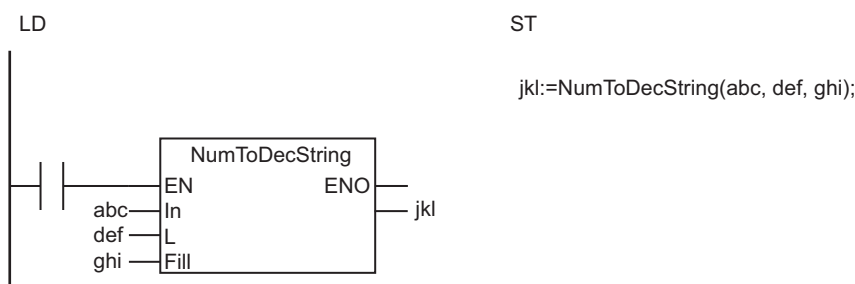 LD
ST
jkl:=NumToDecString(abc, def, ghi);
NumToDecString
EN ENO
abc In jkl
def L
ghi Fill